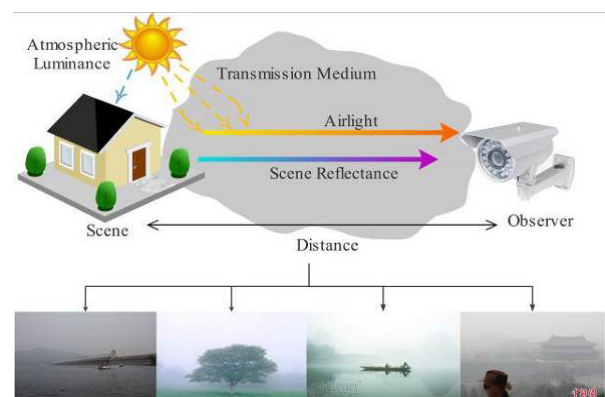 Atmospheric
Luminance
Transmission Medium
Airlight
Scene Reflectance
Scene
Observer
Distance